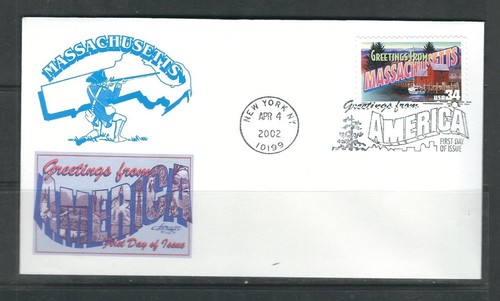 MASSACHUSETTS
GREETINGS FROM
MASSACHUSETTS
USA 34
NEW YORK NY
APR 4
2002
10199
Greetings from
AMERICA
FIRST DAY
OF ISSUE
Greetings from
AMERICA
First Day of Issue